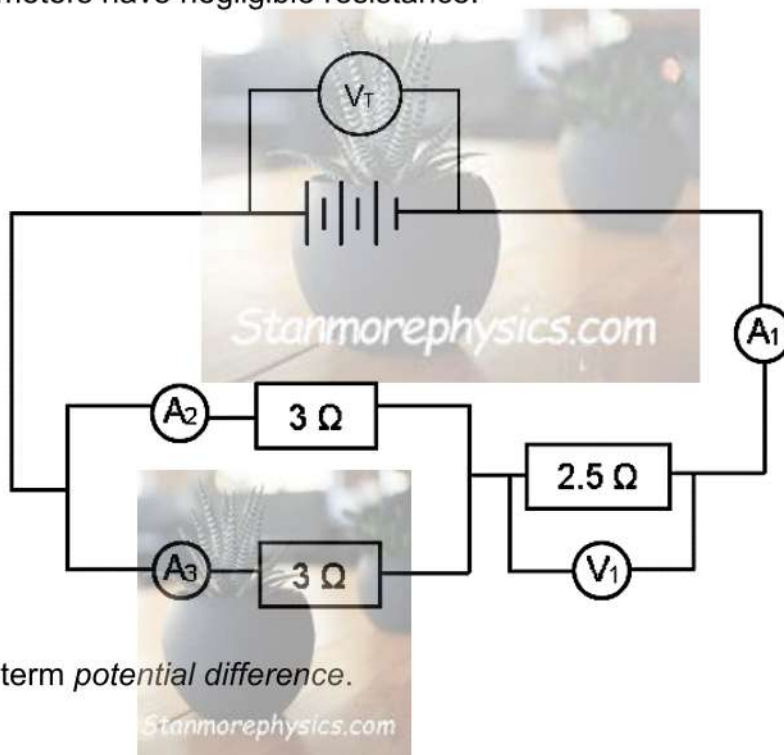 meters have negligible resistance.
VT
Stanmorephysics.com
A1
A2
3 Ω
2.5 Ω
A3
3 Ω
V1
term potential difference.
Stanmorephysics.com